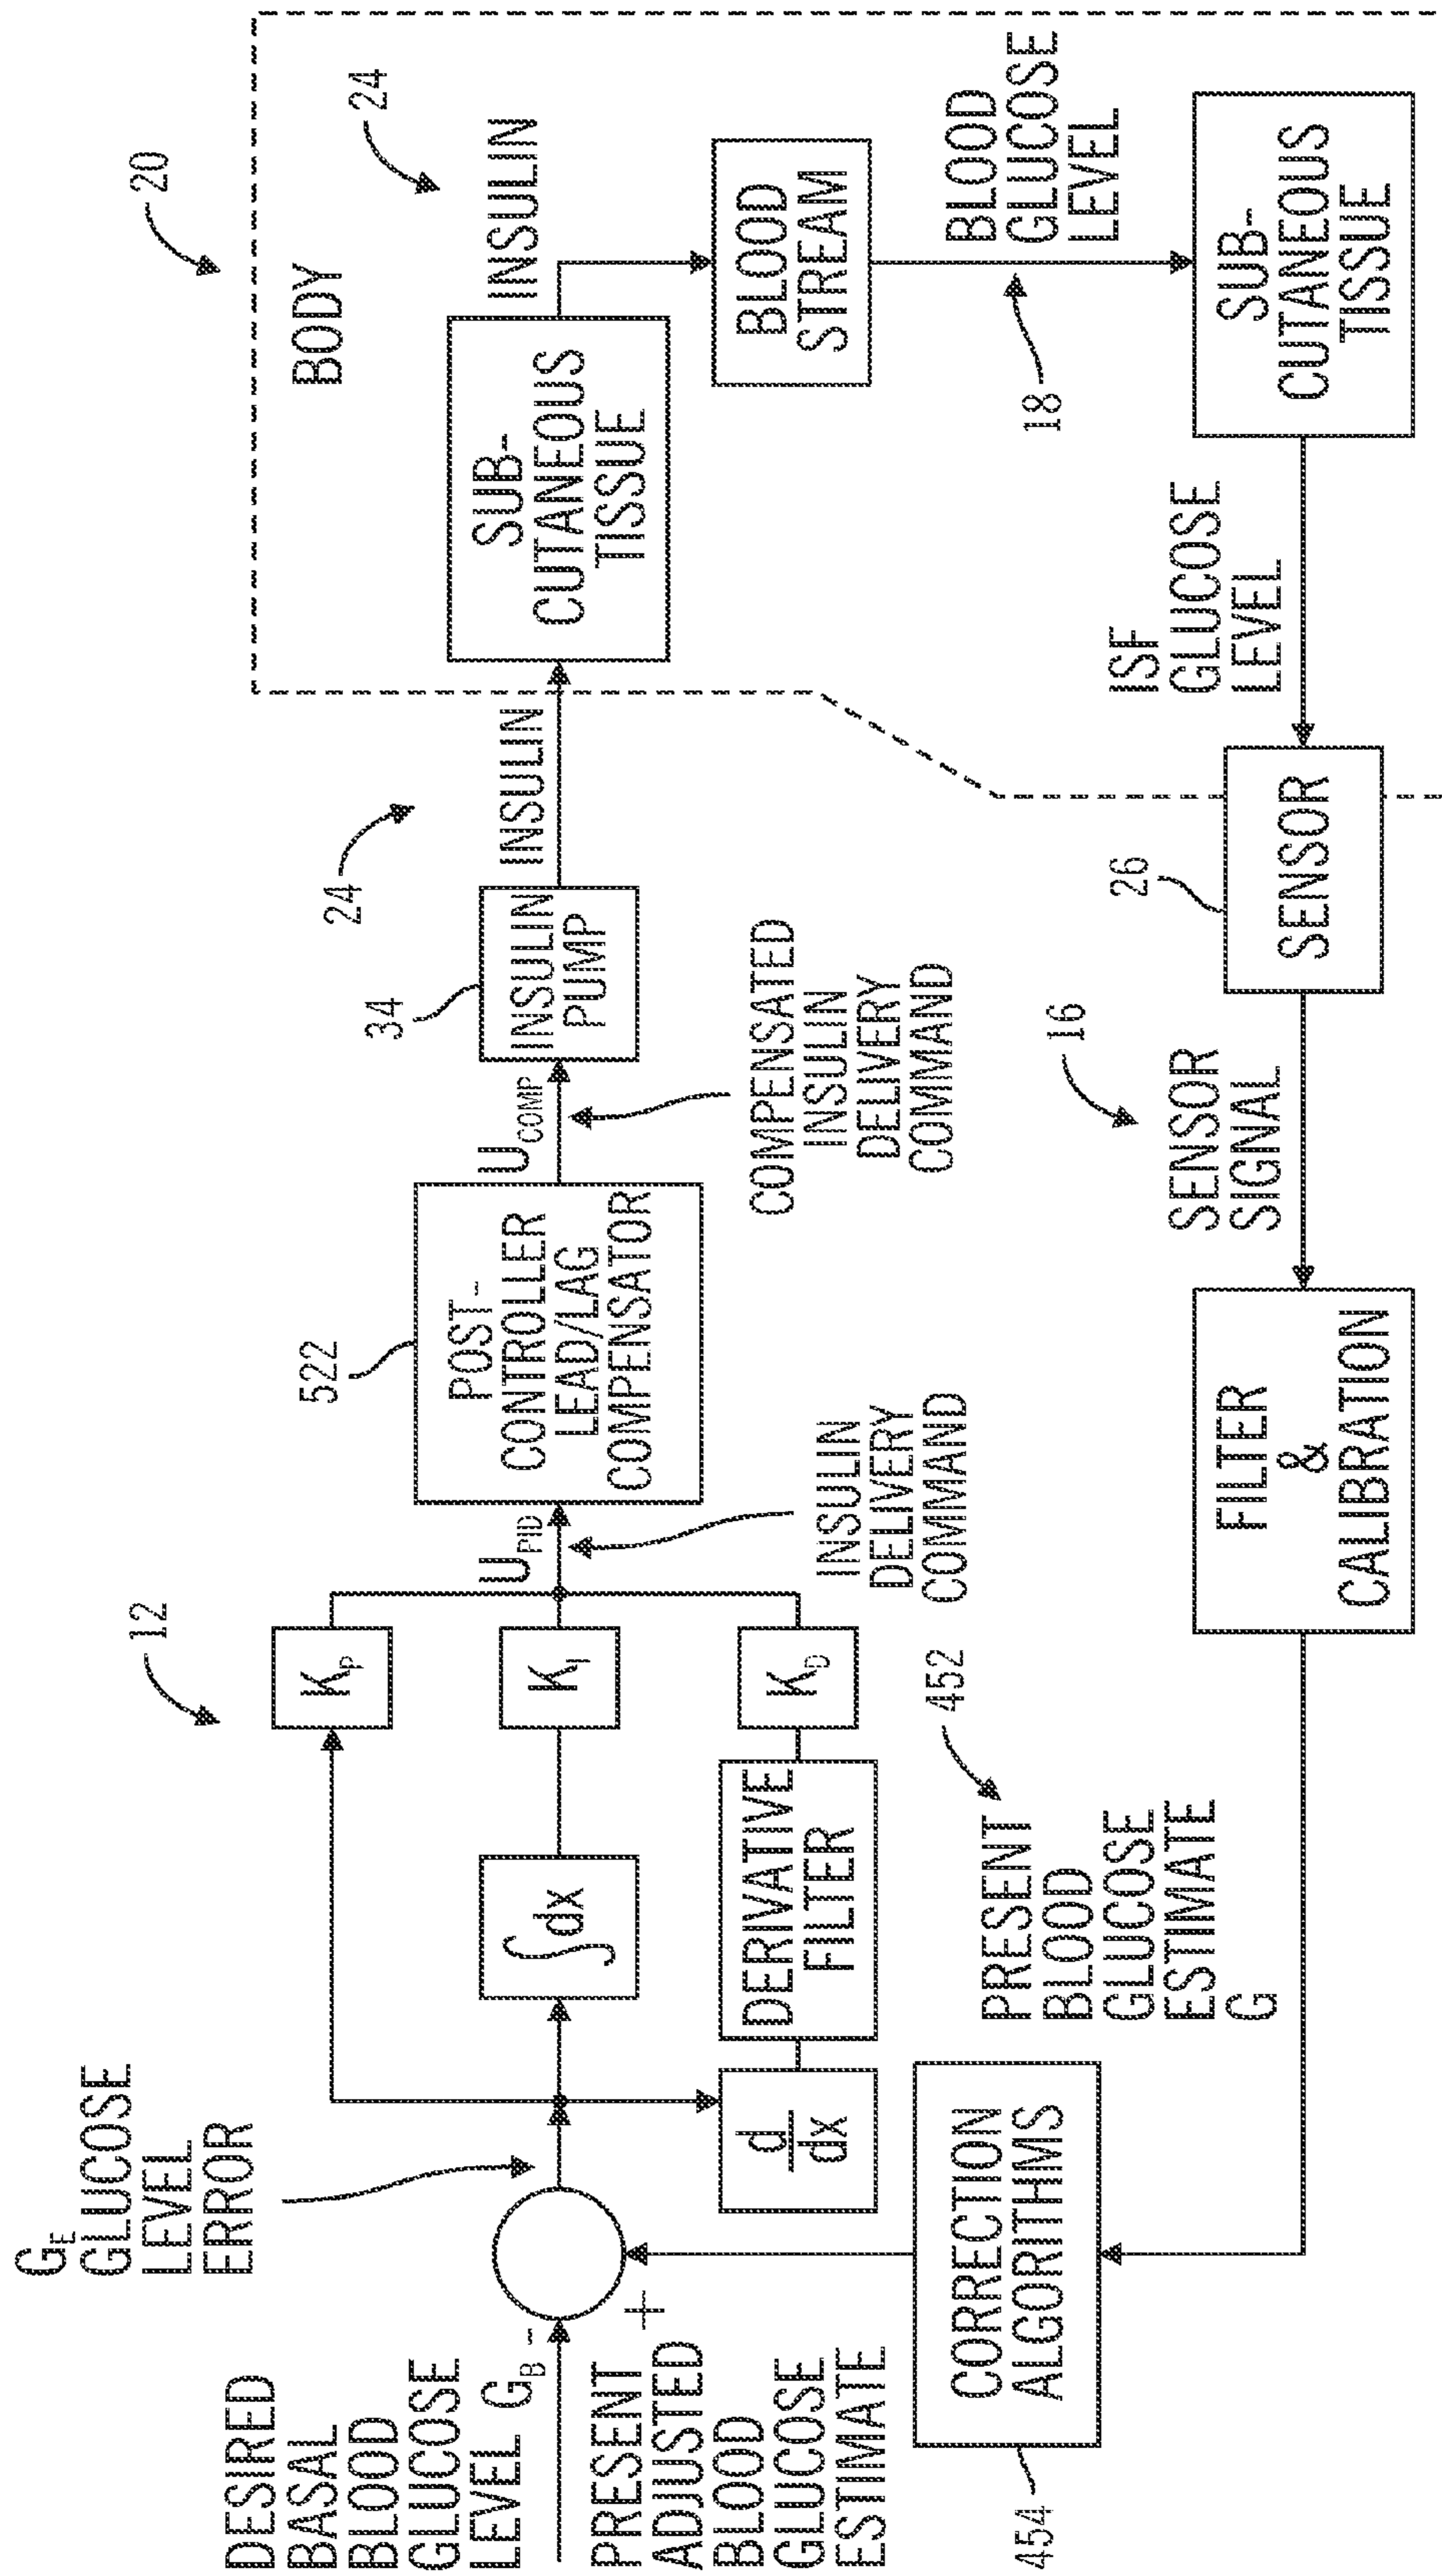 G_E GLUCOSE
LEVEL
ERROR
DESIRED
BASAL
BLOOD
GLUCOSE
LEVEL G_B
-
+
PRESENT
ADJUSTED
BLOOD
GLUCOSE
ESTIMATE
12
K_P
∫dx
K_I
d/dx
DERIVATIVE
FILTER
K_D
U_PID
INSULIN
DELIVERY
COMMAND
522
POST-
CONTROLLER
LEAD/LAG
COMPENSATOR
U_COMP
COMPENSATED
INSULIN
DELIVERY
COMMAND
34
INSULIN
PUMP
24
INSULIN
20
BODY
SUB-
CUTANEOUS
TISSUE
24
INSULIN
BLOOD
STREAM
18
BLOOD
GLUCOSE
LEVEL
SUB-
CUTANEOUS
TISSUE
ISF
GLUCOSE
LEVEL
26
SENSOR
16
SENSOR
SIGNAL
FILTER
&
CALIBRATION
452
PRESENT
BLOOD
GLUCOSE
ESTIMATE
G
CORRECTION
ALGORITHMS
454